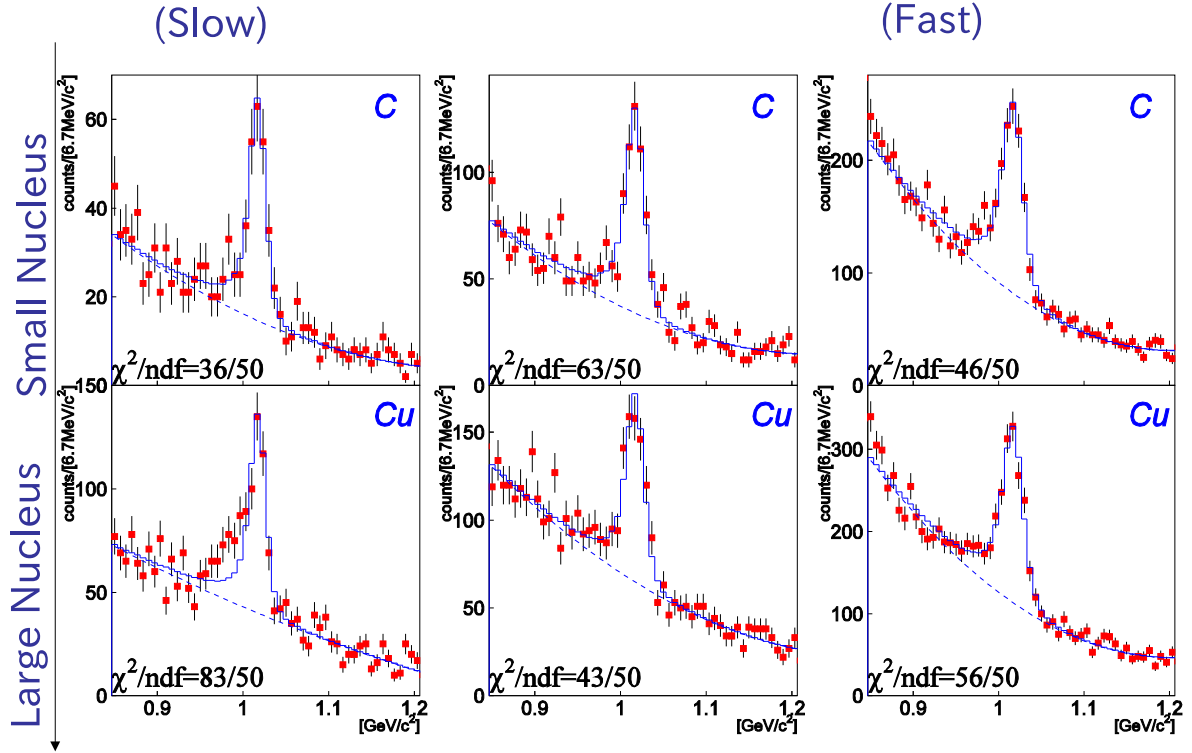 (Slow)
(Fast)
Small Nucleus
Large Nucleus
counts/[6.7MeV/c²]
60
40
20
C
χ²/ndf=36/50
counts/[6.7MeV/c²]
100
50
0
C
χ²/ndf=63/50
counts/[6.7MeV/c²]
200
100
0
C
χ²/ndf=46/50
counts/[6.7MeV/c²]
150
100
50
0
Cu
χ²/ndf=83/50
0.9
1
1.1
1.2
[GeV/c²]
counts/[6.7MeV/c²]
150
100
50
0
Cu
χ²/ndf=43/50
0.9
1
1.1
1.2
[GeV/c²]
counts/[6.7MeV/c²]
300
200
100
0
Cu
χ²/ndf=56/50
0.9
1
1.1
1.2
[GeV/c²]